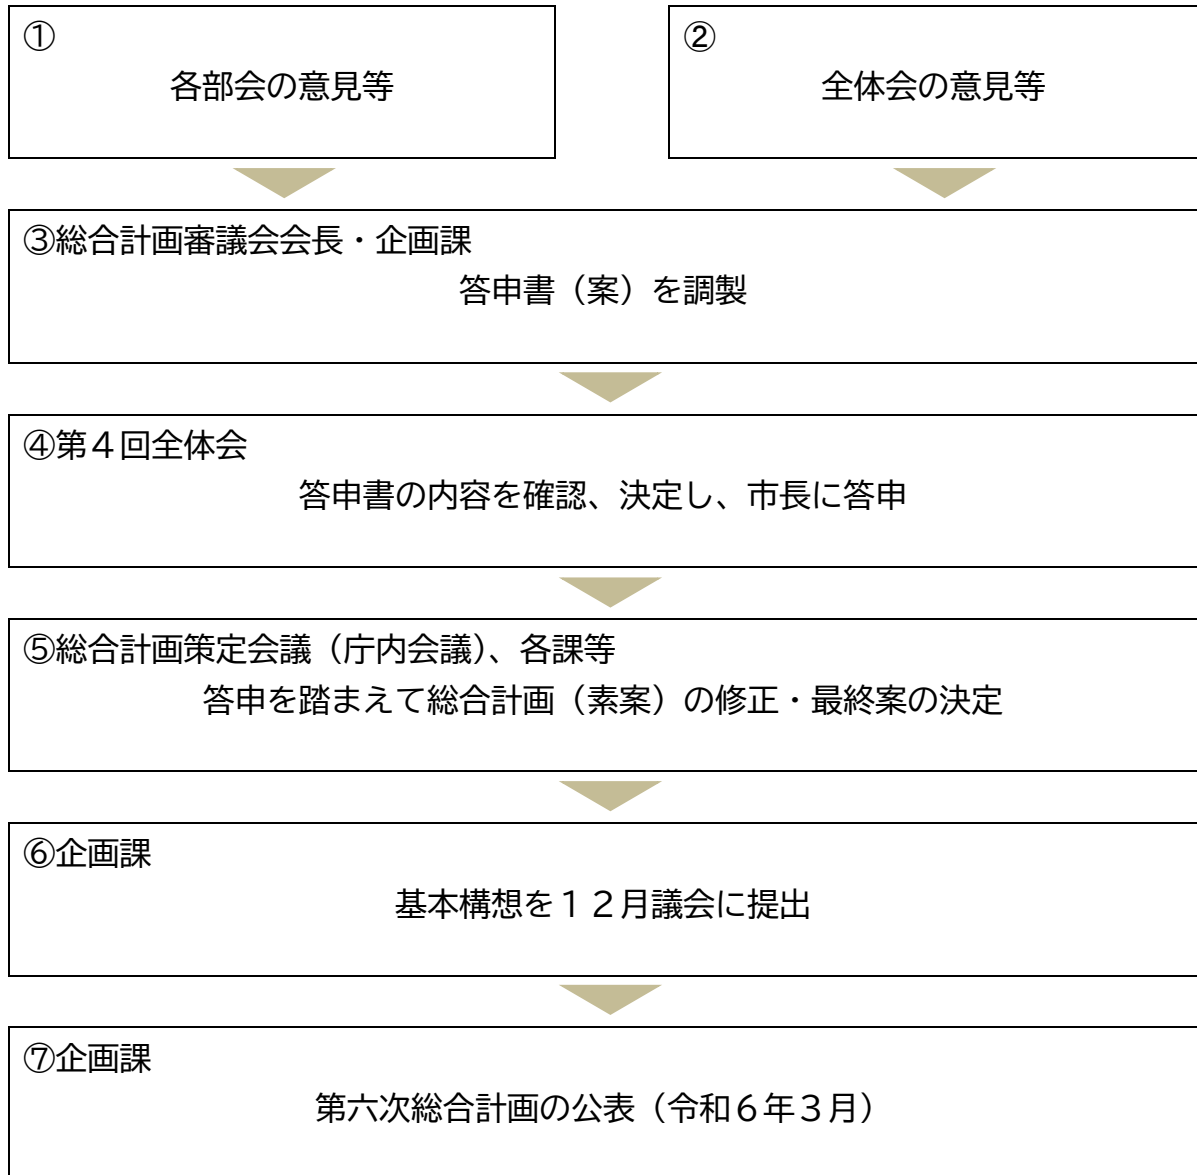 ①
各部会の意見等
②
全体会の意見等
③総合計画審議会会長・企画課
答申書（案）を調製
④第４回全体会
答申書の内容を確認、決定し、市長に答申
⑤総合計画策定会議（庁内会議）、各課等
答申を踏まえて総合計画（素案）の修正・最終案の決定
⑥企画課
基本構想を１２月議会に提出
⑦企画課
第六次総合計画の公表（令和６年３月）